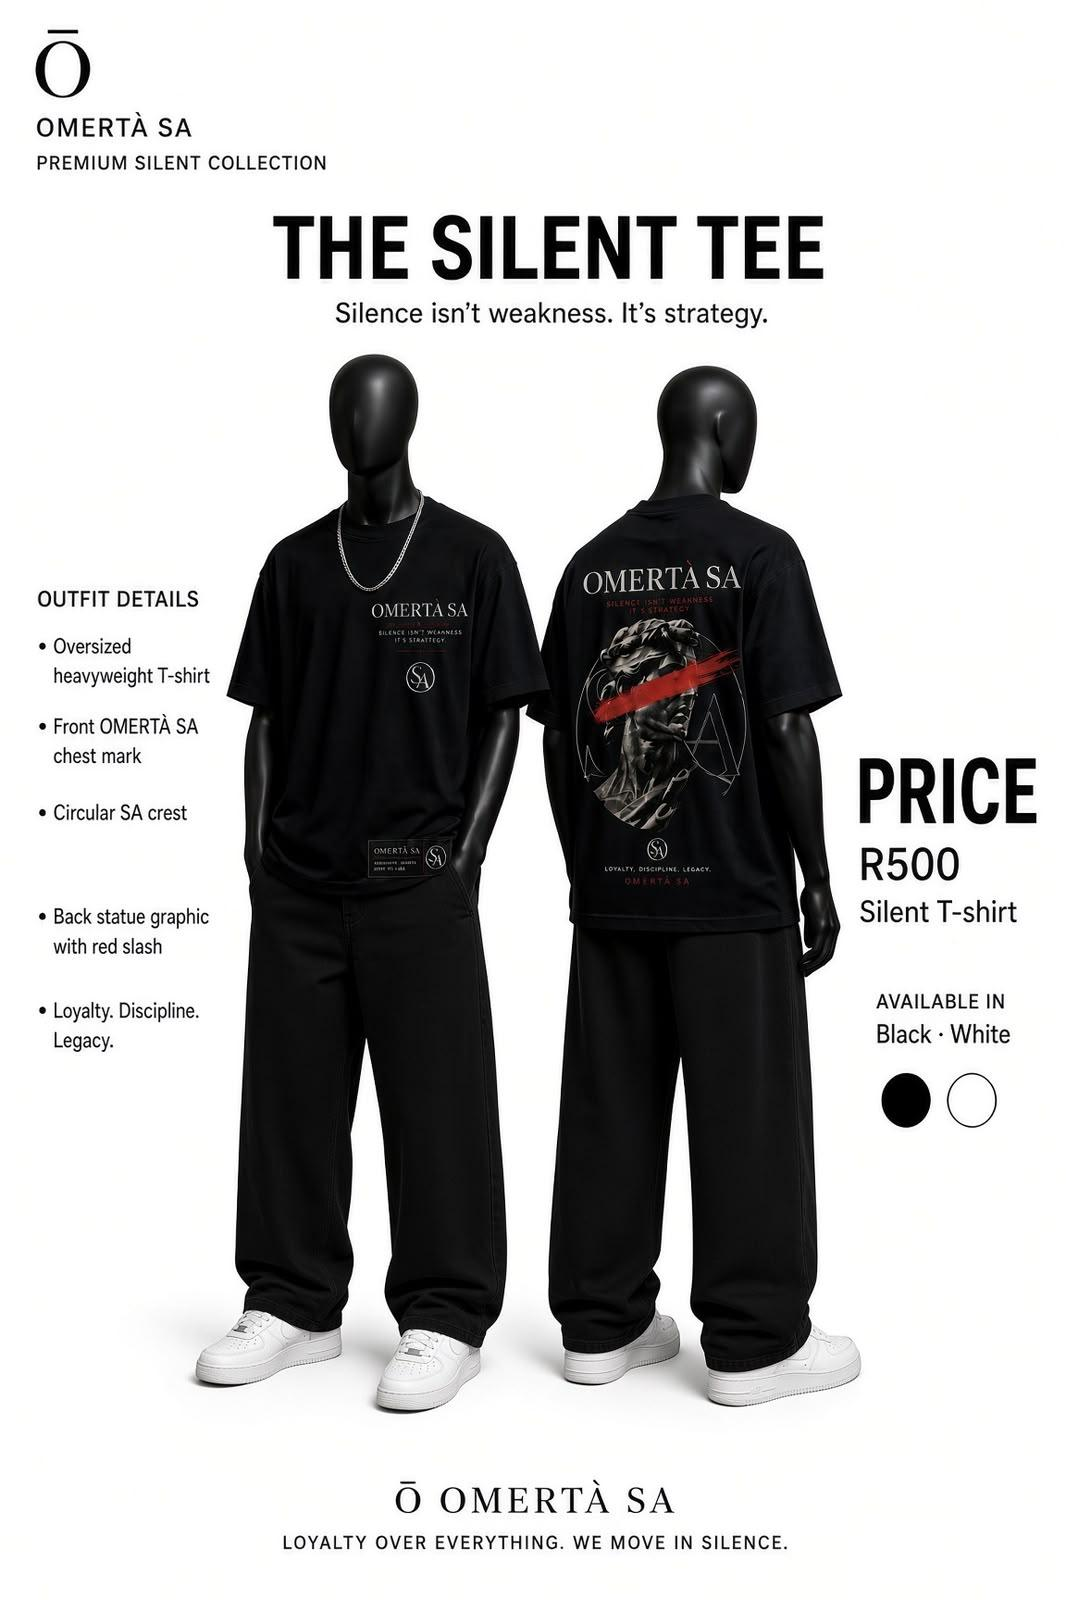 Ō
OMERTÀ SA
PREMIUM SILENT COLLECTION
THE SILENT TEE
Silence isn’t weakness. It’s strategy.
OUTFIT DETAILS
• Oversized
heavyweight T-shirt
• Front OMERTÀ SA
chest mark
• Circular SA crest
• Back statue graphic
with red slash
• Loyalty. Discipline.
Legacy.
OMERTÀ SA
SILENCE ISN'T WEAKNESS
SA
OMERTÀ SA
SA
OMERTÀ SA
SILENCE ISN'T WEAKNESS
IT'S STRATEGY
SA
LOYALTY, DISCIPLINE. LEGACY.
OMERTÀ SA
PRICE
R500
Silent T-shirt
AVAILABLE IN
Black · White
Ō OMERTÀ SA
LOYALTY OVER EVERYTHING. WE MOVE IN SILENCE.